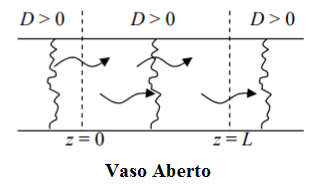 D > 0 D > 0 D > 0
z = 0 z = L
Vaso Aberto